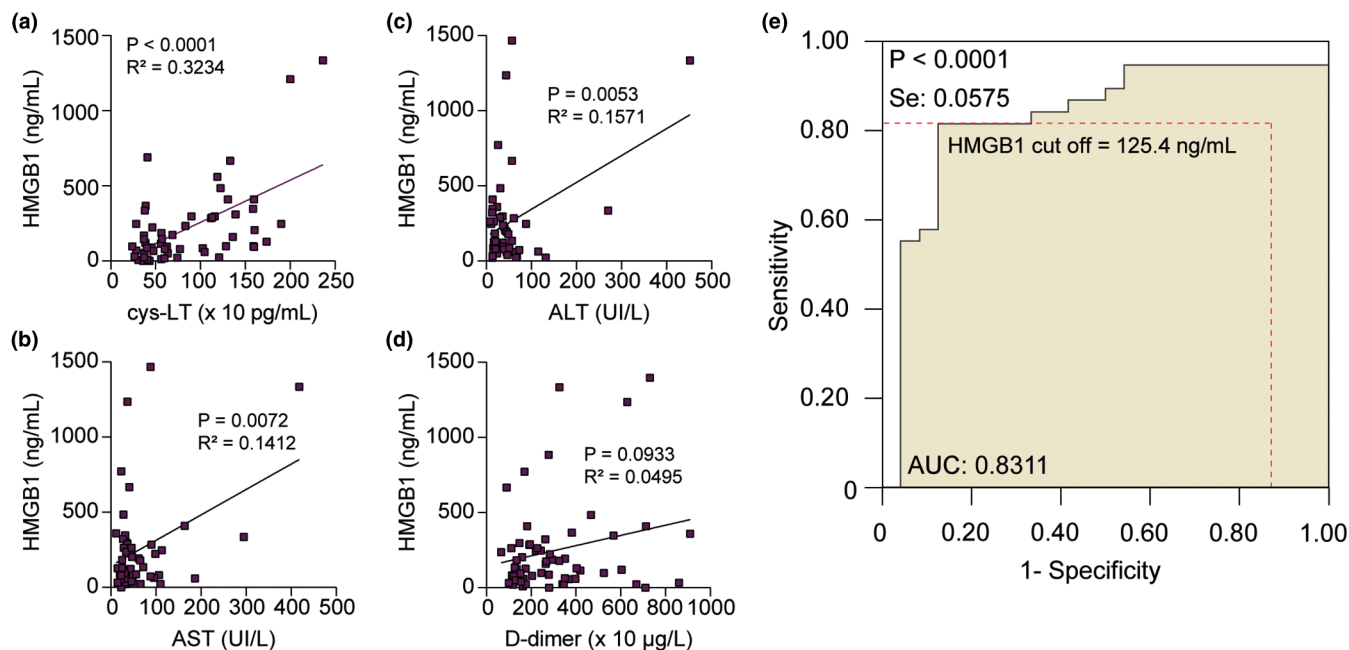 (a)
P < 0.0001
R² = 0.3234
HMGB1 (ng/mL)
1500
1000
500
0
0 50 100 150 200 250
cys-LT (x 10 pg/mL)
(b)
P = 0.0072
R² = 0.1412
HMGB1 (ng/mL)
1500
1000
500
0
0 100 200 300 400 500
AST (UI/L)
(c)
P = 0.0053
R² = 0.1571
HMGB1 (ng/mL)
1500
1000
500
0
0 100 200 300 400 500
ALT (UI/L)
(d)
P = 0.0933
R² = 0.0495
HMGB1 (ng/mL)
1500
1000
500
0
0 200 400 600 800 1000
D-dimer (x 10 µg/L)
(e)
P < 0.0001
Se: 0.0575
HMGB1 cut off = 125.4 ng/mL
AUC: 0.8311
Sensitivity
1.00
0.80
0.60
0.40
0.20
0
0 0.40 0.60 0.80 1.00
1- Specificity